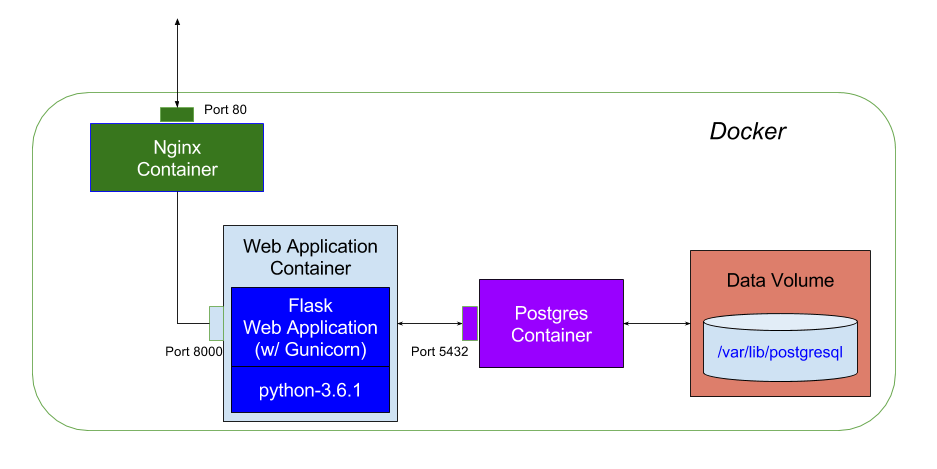 Port 80
Docker
Nginx
Container
Web Application
Container
Flask
Web Application
(w/ Gunicorn)
python-3.6.1
Port 8000
Port 5432
Postgres
Container
Data Volume
/var/lib/postgresql